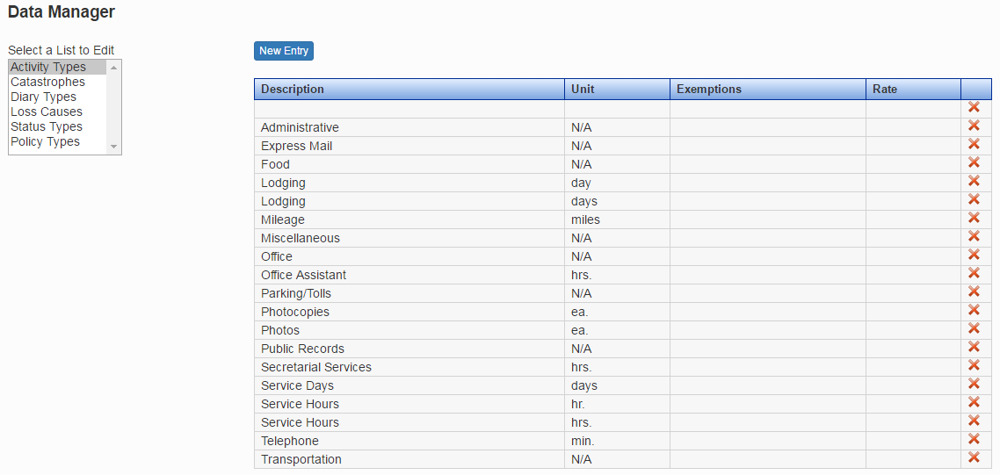 Data Manager
Select a List to Edit
Activity Types
Catastrophes
Diary Types
Loss Causes
Status Types
Policy Types
New Entry
Description Unit Exemptions Rate
Administrative N/A
Express Mail N/A
Food N/A
Lodging day
Lodging days
Mileage miles
Miscellaneous N/A
Office N/A
Office Assistant hrs.
Parking/Tolls N/A
Photocopies ea.
Photos ea.
Public Records N/A
Secretarial Services hrs.
Service Days days
Service Hours hr.
Service Hours hrs.
Telephone min.
Transportation N/A